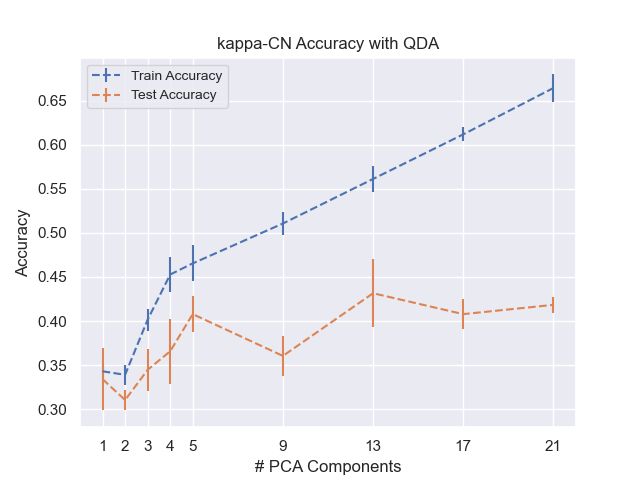 kappa-CN Accuracy with QDA
Train Accuracy
Test Accuracy
0.65
0.60
0.55
0.50
0.45
0.40
0.35
0.30
Accuracy
1 2 3 4 5 9 13 17 21
# PCA Components